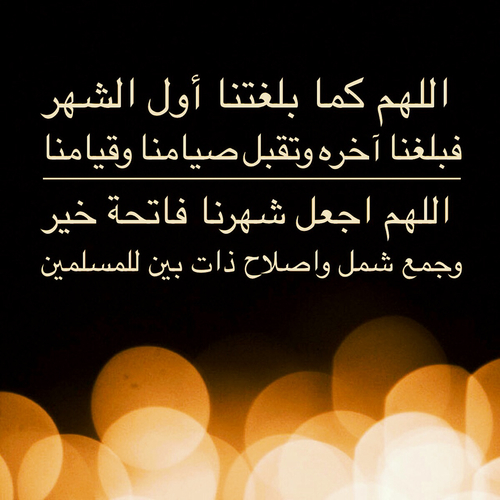 اللهم كما بلغتنا أول الشهر
فبلغنا آخره وتقبل صيامنا وقيامنا
اللهم اجعل شهرنا فاتحة خير
وجمع شمل واصلاح ذات بين للمسلمين